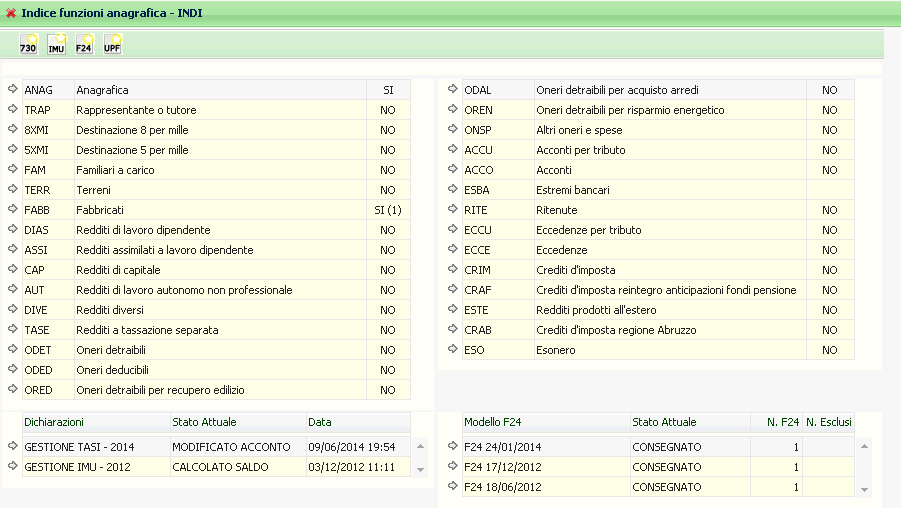 Indice funzioni anagrafica - INDI
730 IMU F24 UPF
ANAG Anagrafica SI
TRAP Rappresentante o tutore NO
8XMI Destinazione 8 per mille NO
5XMI Destinazione 5 per mille NO
FAM Familiari a carico NO
TERR Terreni NO
FABB Fabbricati SI (1)
DIAS Redditi di lavoro dipendente NO
ASSI Redditi assimilati a lavoro dipendente NO
CAP Redditi di capitale NO
AUT Redditi di lavoro autonomo non professionale NO
DIVE Redditi diversi NO
TASE Redditi a tassazione separata NO
ODET Oneri detraibili NO
ODED Oneri deducibili NO
ORED Oneri detraibili per recupero edilizio NO
ODAL Oneri detraibili per acquisto arredi NO
OREN Oneri detraibili per risparmio energetico NO
ONSP Altri oneri e spese NO
ACCU Acconti per tributo NO
ACCO Acconti NO
ESBA Estremi bancari
RITE Ritenute NO
ECCU Eccedenze per tributo NO
ECCE Eccedenze NO
CRIM Crediti d'imposta NO
CRAF Crediti d'imposta reintegro anticipazioni fondi pensione NO
ESTE Redditi prodotti all'estero NO
CRAB Crediti d'imposta regione Abruzzo NO
ESO Esonero NO
Dichiarazioni Stato Attuale Data
GESTIONE TASI - 2014 MODIFICATO ACCONTO 09/06/2014 19:54
GESTIONE IMU - 2012 CALCOLATO SALDO 03/12/2012 11:11
Modello F24 Stato Attuale N. F24 N. Esclusi
F24 24/01/2014 CONSEGNATO 1
F24 17/12/2012 CONSEGNATO 1
F24 18/06/2012 CONSEGNATO 1